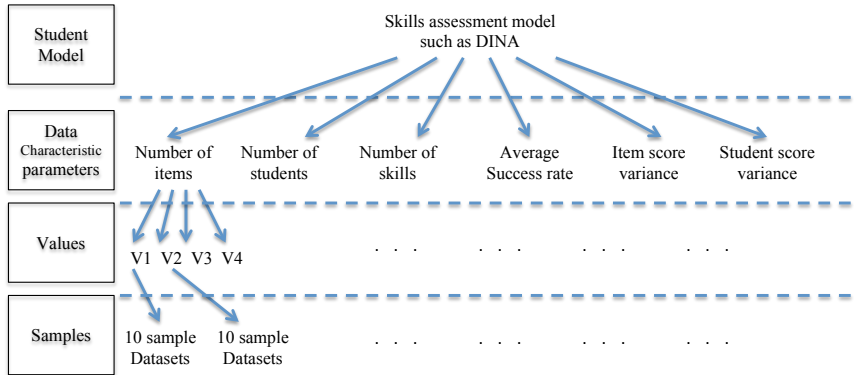 Student
Model
Skills assessment model
such as DINA
Data
Characteristic
parameters
Number of
items
Number of
students
Number of
skills
Average
Success rate
Item score
variance
Student score
variance
Values
V1 V2 V3 V4
. . . . . . . . . . . .
Samples
10 sample
Datasets
10 sample
Datasets
. . . . . . . . . . . .